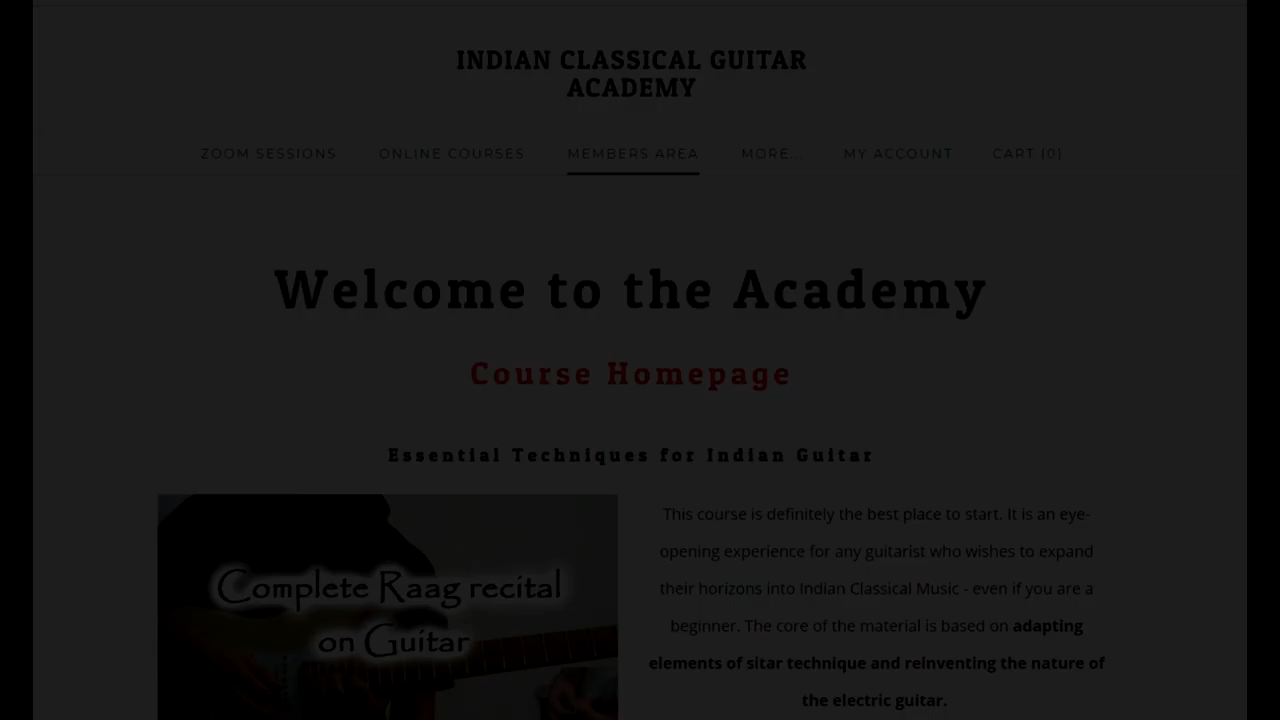 INDIAN CLASSICAL GUITAR
ACADEMY
ZOOM SESSIONS ONLINE COURSES MEMBERS AREA MORE... MY ACCOUNT CART (0)
Welcome to the Academy
Course Homepage
Essential Techniques for Indian Guitar
Complete Raag recital
on Guitar
This course is definitely the best place to start. It is an eye-
opening experience for any guitarist who wishes to expand
their horizons into Indian Classical Music - even if you are a
beginner. The core of the material is based on adapting
elements of sitar technique and reinventing the nature of
the electric guitar.